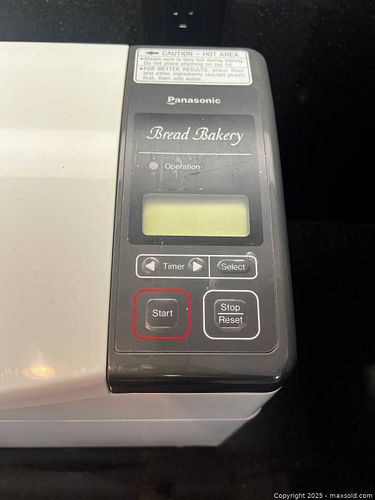 CAUTION - HOT AREA
•Steam vent is very hot during baking.
Do not place anything on top lid.
•FOR BETTER RESULTS, place flour
and other ingredients (except yeast)
first, then add water.
Panasonic
Bread Bakery
Operation
Timer Select
Start
Stop
Reset
Copyright 2025 - maxsold.com